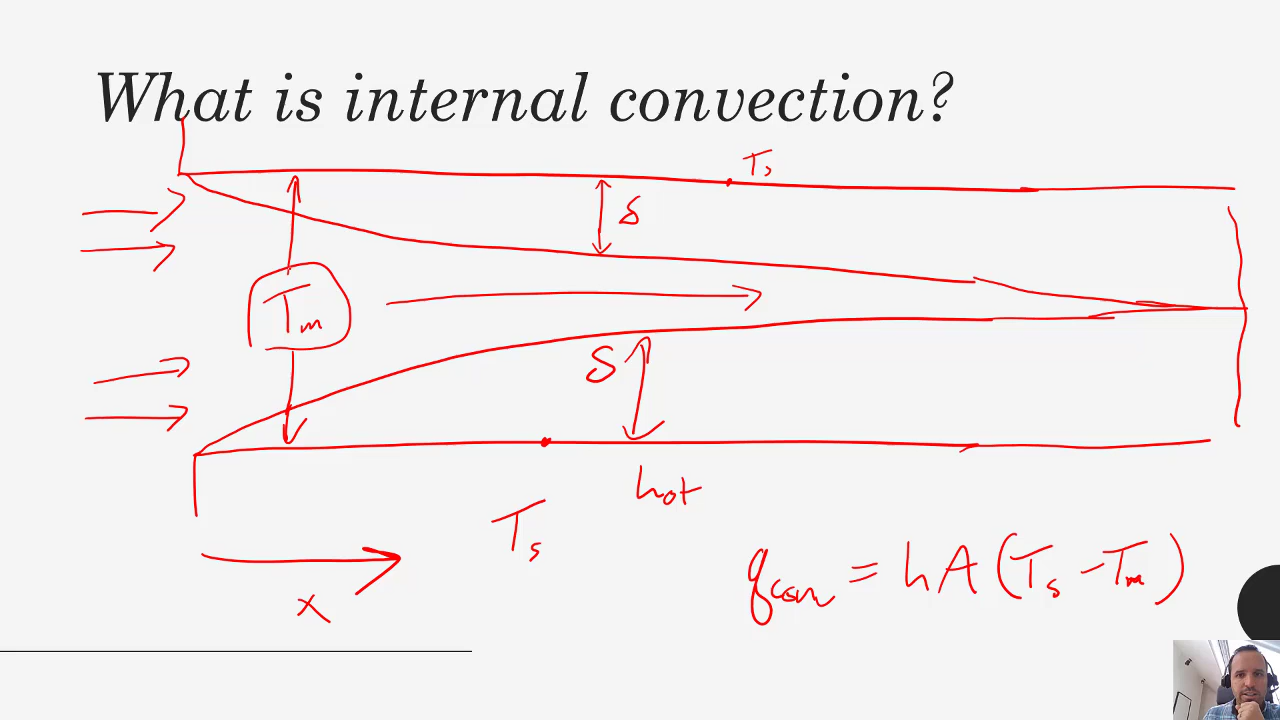 What is internal convection?
Ts
δ
Tm
δ
hot
Ts
x
qconv = hA(Ts - Tm)